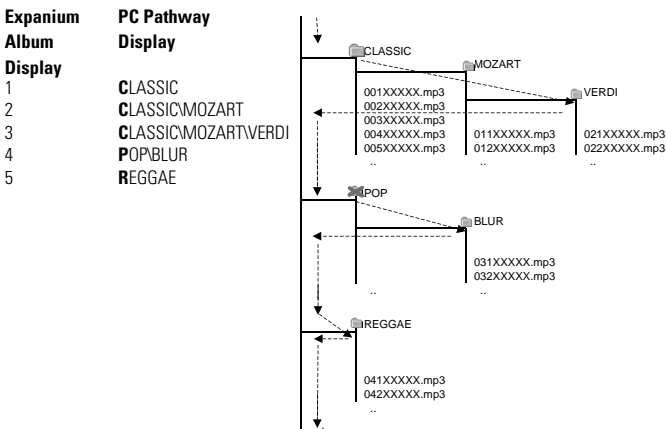 Expanium PC Pathway
Album Display
Display
1 CLASSIC
2 CLASSIC\MOZART
3 CLASSIC\MOZART\VERDI
4 POP\BLUR
5 REGGAE
CLASSIC
MOZART
VERDI
001XXXXX.mp3
002XXXXX.mp3
003XXXXX.mp3
004XXXXX.mp3 011XXXXX.mp3 021XXXXX.mp3
005XXXXX.mp3 012XXXXX.mp3 022XXXXX.mp3
.. .. ..
POP
BLUR
031XXXXX.mp3
032XXXXX.mp3
.. ..
REGGAE
041XXXXX.mp3
042XXXXX.mp3
..